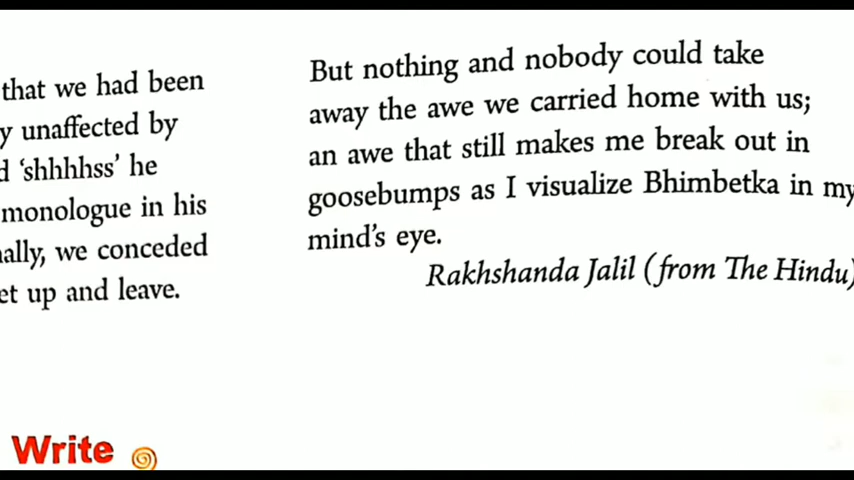 that we had been
unaffected by
'shhhhss' he
monologue in his
we conceded
up and leave.
But nothing and nobody could take
away the awe we carried home with us;
an awe that still makes me break out in
goosebumps as I visualize Bhimbetka in my
mind's eye.
Rakhshanda Jalil (from The Hindu)
Write